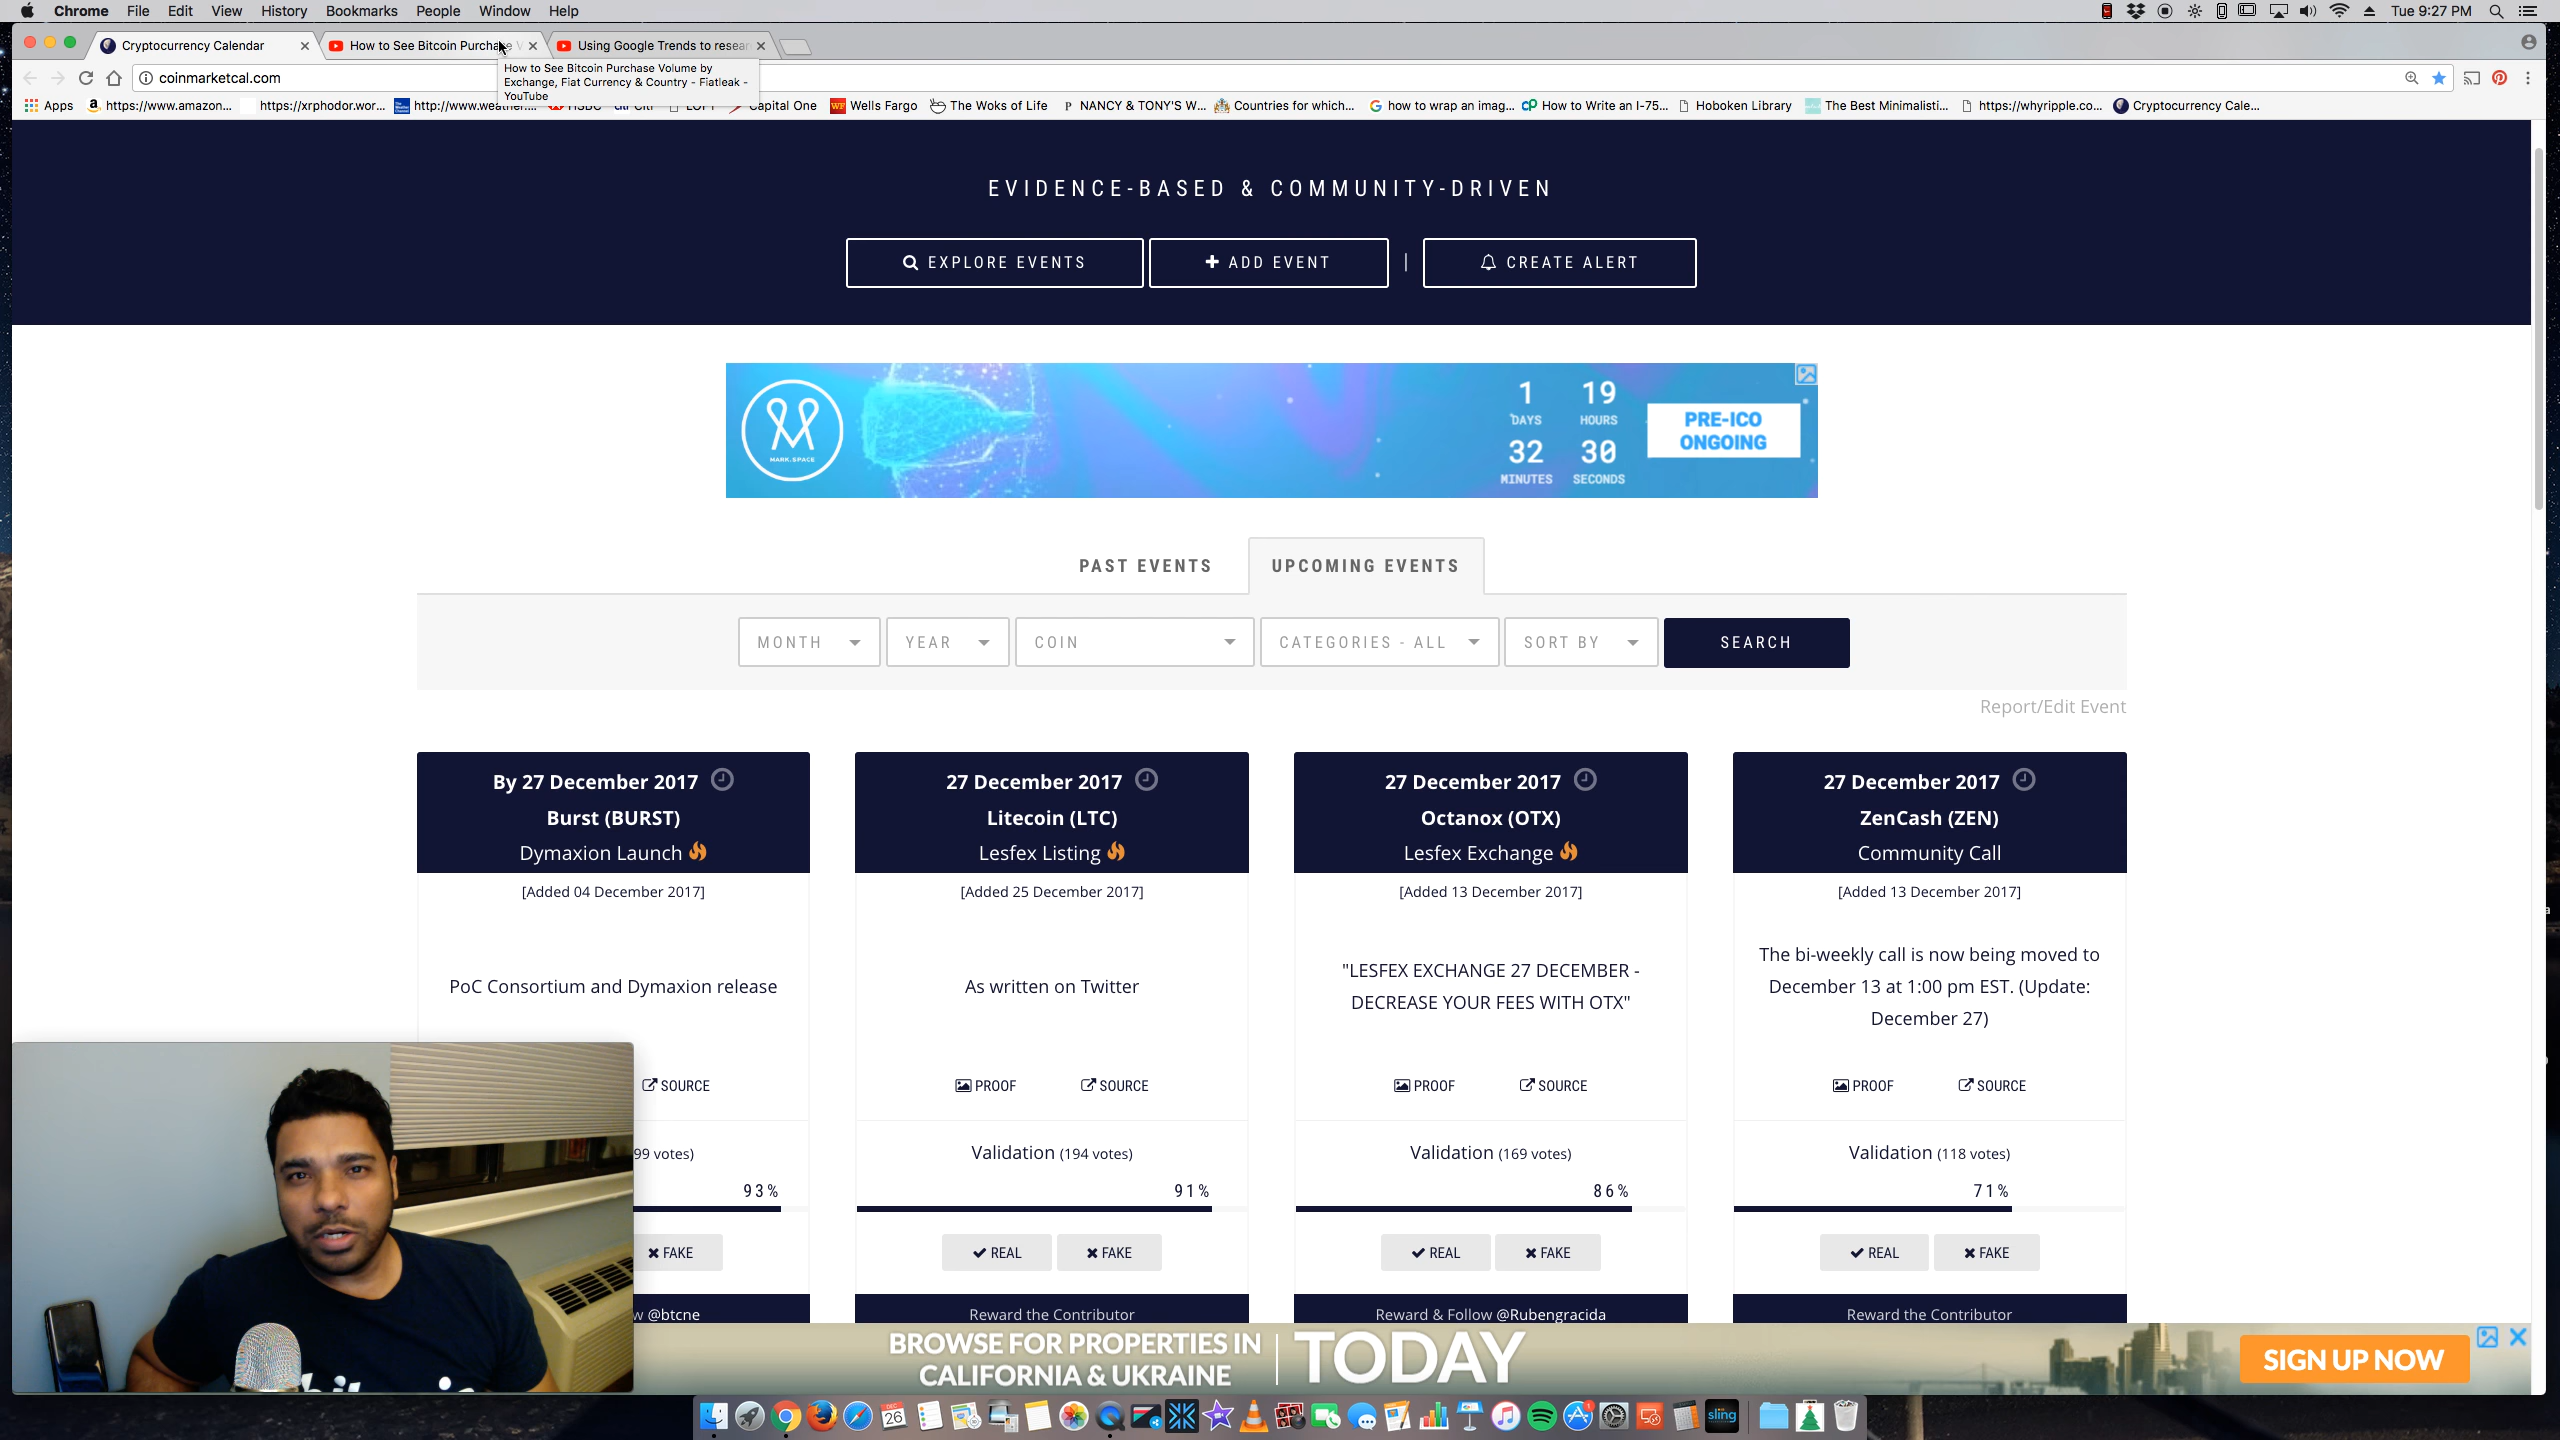 Chrome File Edit View History Bookmarks People Window Help
Tue 9:27 PM
Cryptocurrency Calendar
How to See Bitcoin Purchase
Using Google Trends to resear
coinmarketcal.com
How to See Bitcoin Purchase Volume by
Exchange, Fiat Currency & Country - Fiatleak -
YouTube
Apps
https://www.amazon...
https://xrphodor.wor...
http://www.weather....
HSBC
Citi
Capital One
Wells Fargo
The Woks of Life
NANCY & TONY'S W...
Countries for which...
how to wrap an imag...
How to Write an I-75...
Hoboken Library
The Best Minimalisti...
https://whyripple.co...
Cryptocurrency Cale...
EVIDENCE-BASED & COMMUNITY-DRIVEN
EXPLORE EVENTS
ADD EVENT
|
CREATE ALERT
MARK.SPACE
1 19
DAYS HOURS
32 30
MINUTES SECONDS
PRE-ICO
ONGOING
PAST EVENTS
UPCOMING EVENTS
MONTH
YEAR
COIN
CATEGORIES - ALL
SORT BY
SEARCH
Report/Edit Event
By 27 December 2017
Burst (BURST)
Dymaxion Launch
[Added 04 December 2017]
PoC Consortium and Dymaxion release
SOURCE
99 votes)
93%
FAKE
w @btcne
27 December 2017
Litecoin (LTC)
Lesfex Listing
[Added 25 December 2017]
As written on Twitter
PROOF
SOURCE
Validation (194 votes)
91%
REAL
FAKE
Reward the Contributor
27 December 2017
Octanox (OTX)
Lesfex Exchange
[Added 13 December 2017]
"LESFEX EXCHANGE 27 DECEMBER -
DECREASE YOUR FEES WITH OTX"
PROOF
SOURCE
Validation (169 votes)
86%
REAL
FAKE
Reward & Follow @Rubengracida
27 December 2017
ZenCash (ZEN)
Community Call
[Added 13 December 2017]
The bi-weekly call is now being moved to
December 13 at 1:00 pm EST. (Update:
December 27)
PROOF
SOURCE
Validation (118 votes)
71%
REAL
FAKE
Reward the Contributor
BROWSE FOR PROPERTIES IN
CALIFORNIA & UKRAINE
TODAY
SIGN UP NOW
DEC
26
sling